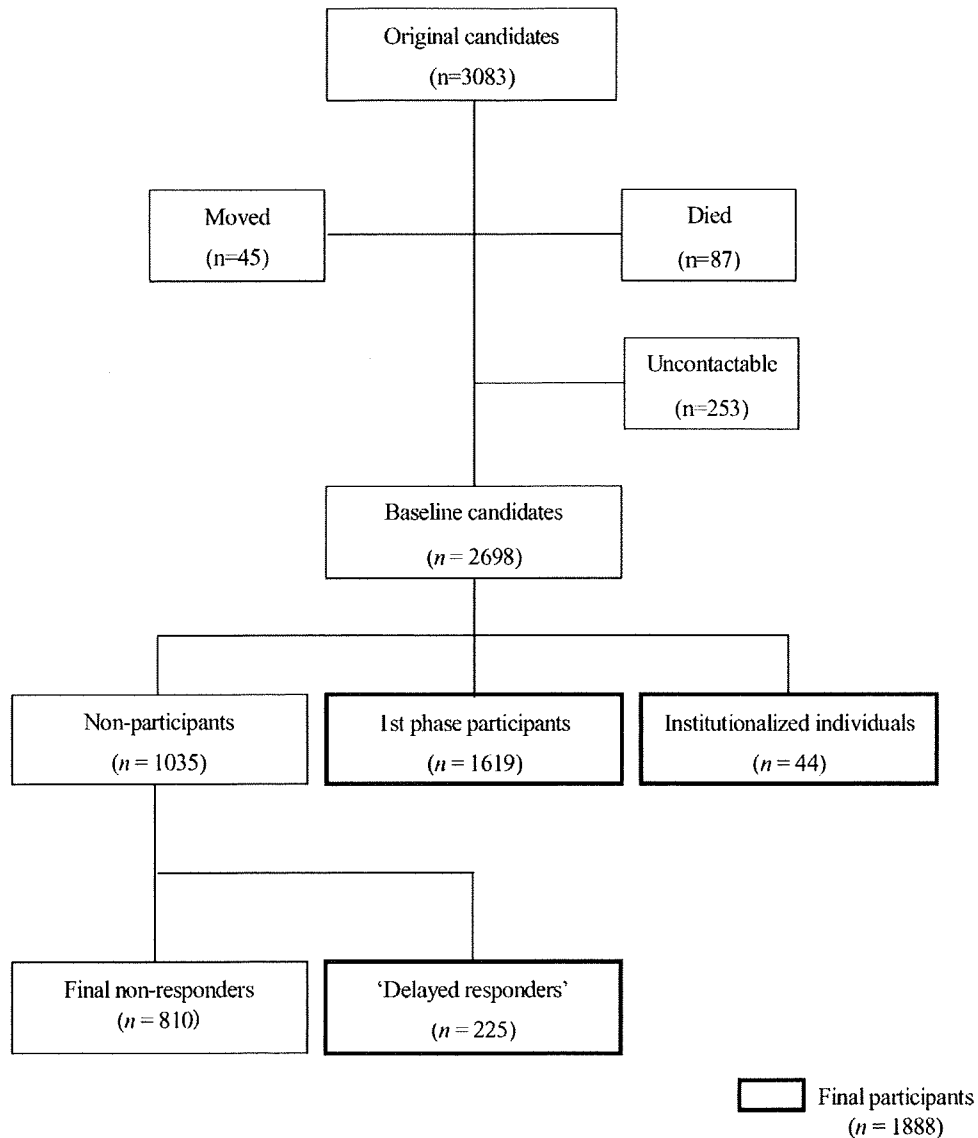 Original candidates
(n=3083)
Moved
(n=45)
Died
(n=87)
Uncontactable
(n=253)
Baseline candidates
(n = 2698)
Non-participants
(n = 1035)
1st phase participants
(n = 1619)
Institutionalized individuals
(n = 44)
Final non-responders
(n = 810)
‘Delayed responders’
(n = 225)
Final participants
(n = 1888)